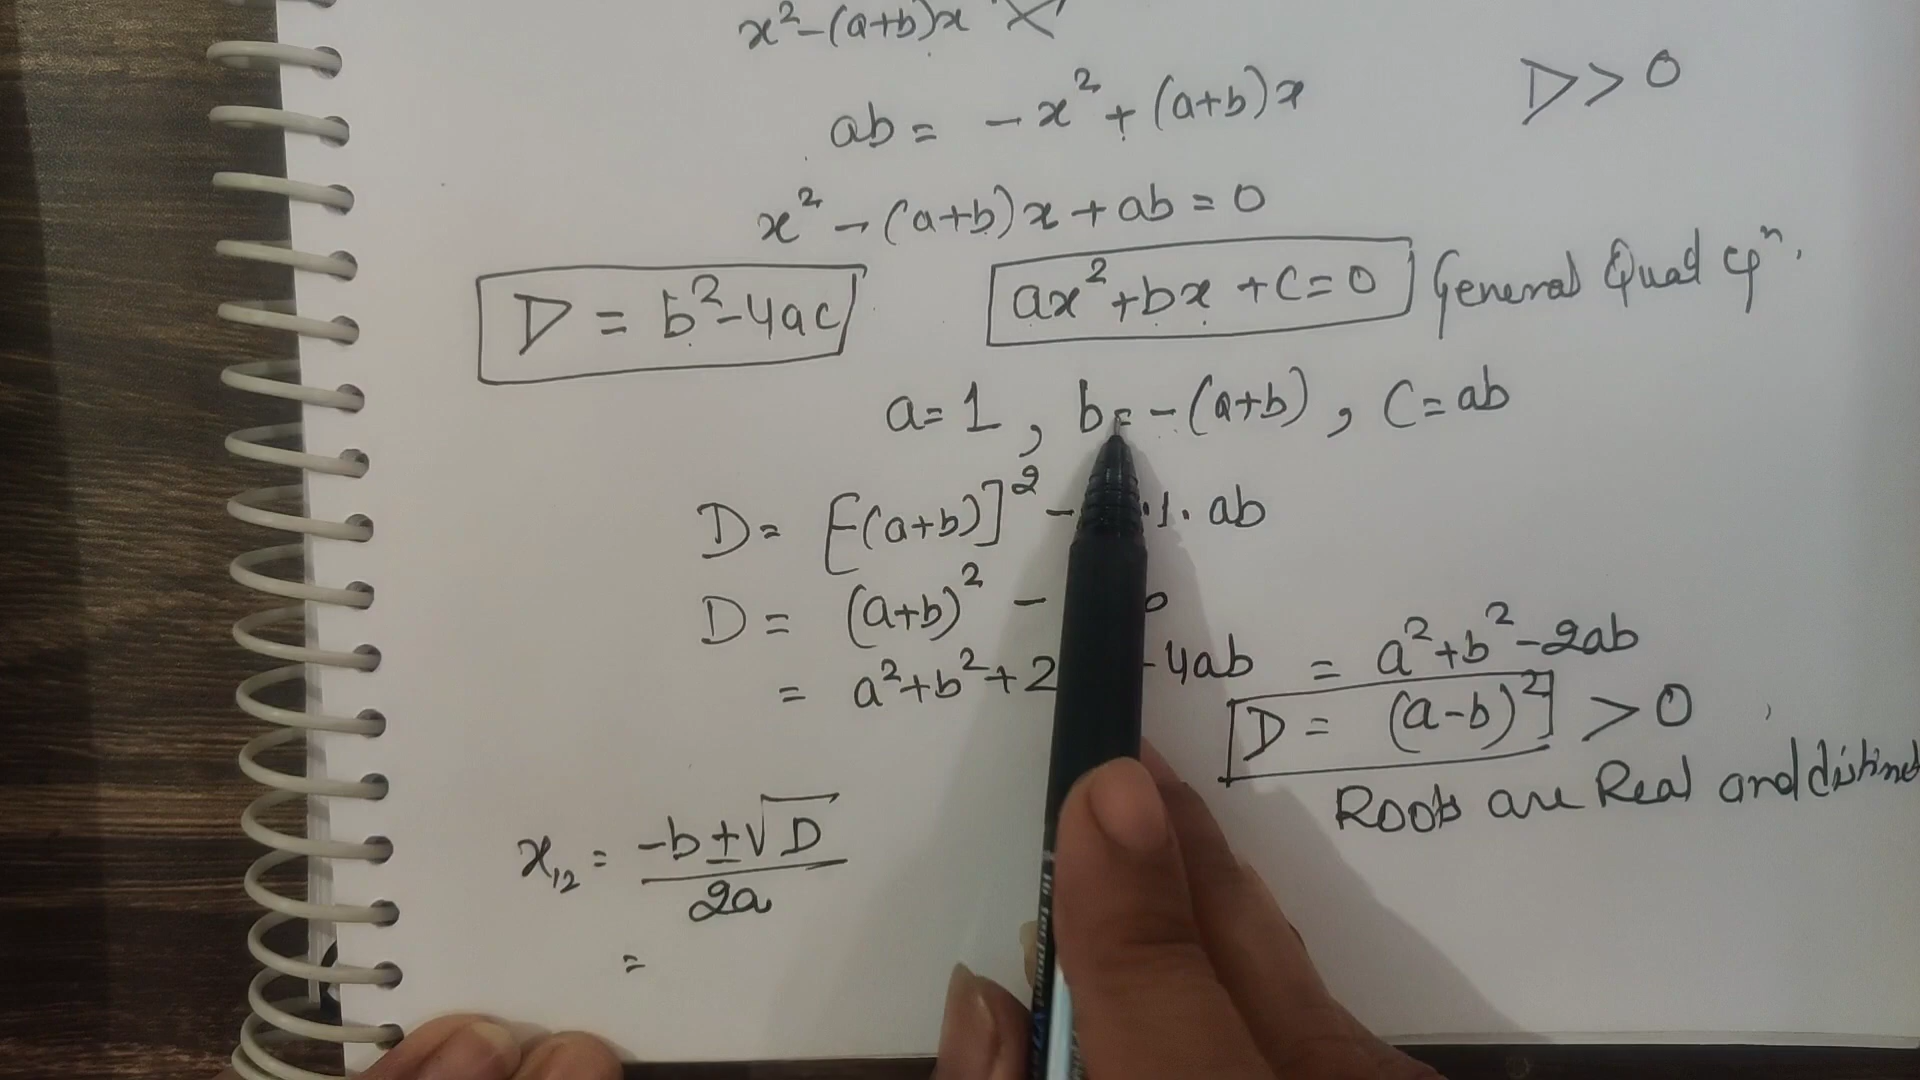 x² - (a+b)x
ab = - x² + (a+b)x
D > 0
x² - (a+b)x + ab = 0
D = b² - 4ac
ax² + bx + c = 0 General Quad eqⁿ.
a = 1 , b = - (a+b) , C = ab
D = [-(a+b)]² - .1. ab
D = (a+b)² -
= a² + b² + 2 - 4ab = a² + b² - 2ab
D = (a-b)² > 0
Roots are Real and distinct
x₁₂ = -b ± √D / 2a
=